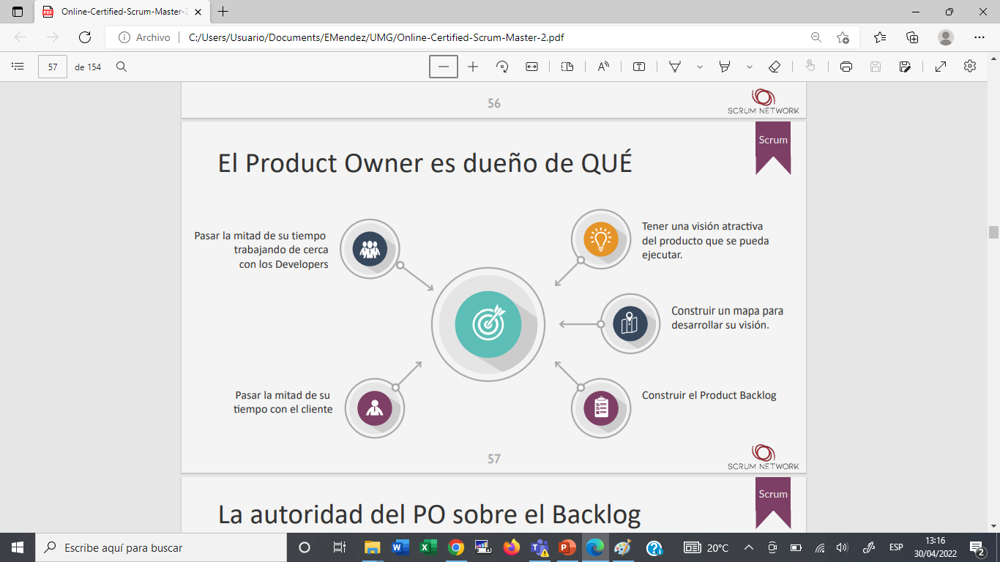 Online-Certified-Scrum-Master-2
Archivo
C:/Users/Usuario/Documents/EMendez/UMG/Online-Certified-Scrum-Master-2.pdf
57
de 154
56
SCRUM NETWORK
Scrum
El Product Owner es dueño de QUÉ
Pasar la mitad de su tiempo
trabajando de cerca
con los Developers
Tener una visión atractiva
del producto que se pueda
ejecutar.
Construir un mapa para
desarrollar su visión.
Pasar la mitad de su
tiempo con el cliente
Construir el Product Backlog
57
SCRUM NETWORK
Scrum
La autoridad del PO sobre el Backlog
Escribe aquí para buscar
20°C
ESP
13:16
30/04/2022
2